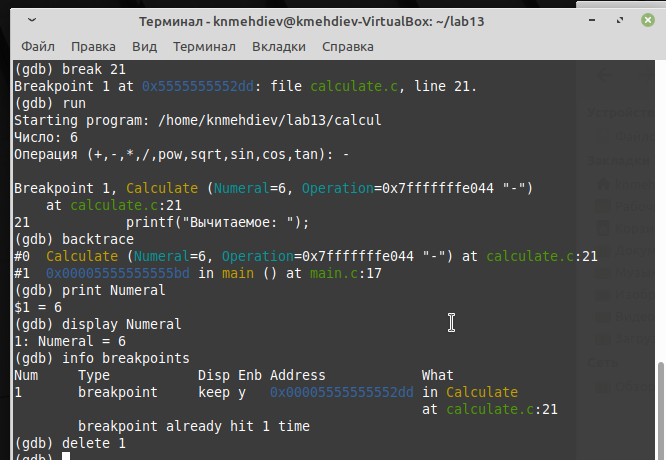 Терминал - knmehdiev@kmehdiev-VirtualBox: ~/lab13
Файл Правка Вид Терминал Вкладки Справка
(gdb) break 21
Breakpoint 1 at 0x5555555552dd: file calculate.c, line 21.
(gdb) run
Starting program: /home/knmehdiev/lab13/calcul
Число: 6
Операция (+,-,*,/,pow,sqrt,sin,cos,tan): -
Breakpoint 1, Calculate (Numeral=6, Operation=0x7fffffffe044 "-")
at calculate.c:21
21 printf("Вычитаемое: ");
(gdb) backtrace
#0 Calculate (Numeral=6, Operation=0x7fffffffe044 "-") at calculate.c:21
#1 0x00005555555555bd in main () at main.c:17
(gdb) print Numeral
$1 = 6
(gdb) display Numeral
1: Numeral = 6
(gdb) info breakpoints
Num Type Disp Enb Address What
1 breakpoint keep y 0x00005555555552dd in Calculate
at calculate.c:21
breakpoint already hit 1 time
(gdb) delete 1
(gdb)